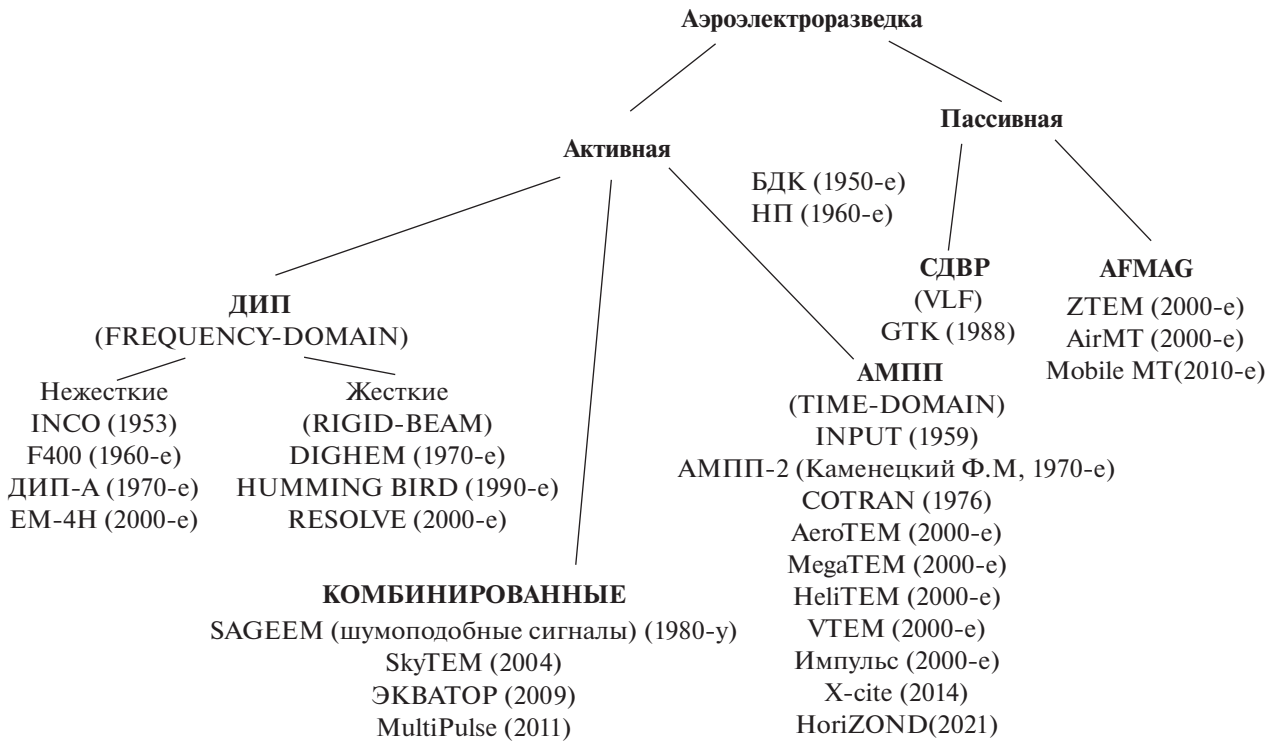 Аэроэлектроразведка
Активная
Пассивная
БДК (1950-е)
НП (1960-е)
ДИП
(FREQUENCY-DOMAIN)
Нежесткие
INCO (1953)
F400 (1960-е)
ДИП-А (1970-е)
ЕМ-4Н (2000-е)
Жесткие
(RIGID-BEAM)
DIGHEM (1970-е)
HUMMING BIRD (1990-е)
RESOLVE (2000-е)
КОМБИНИРОВАННЫЕ
SAGEEM (шумоподобные сигналы) (1980-у)
SkyTEM (2004)
ЭКВАТОР (2009)
MultiPulse (2011)
АМПП
(TIME-DOMAIN)
INPUT (1959)
АМПП-2 (Каменецкий Ф.М, 1970-е)
COTRAN (1976)
AeroTEM (2000-е)
MegaTEM (2000-е)
HeliTEM (2000-е)
VTEM (2000-е)
Импульс (2000-е)
X-cite (2014)
HoriZOND(2021)
СДВР
(VLF)
GTK (1988)
AFMAG
ZTEM (2000-е)
AirMT (2000-е)
Mobile MT(2010-е)